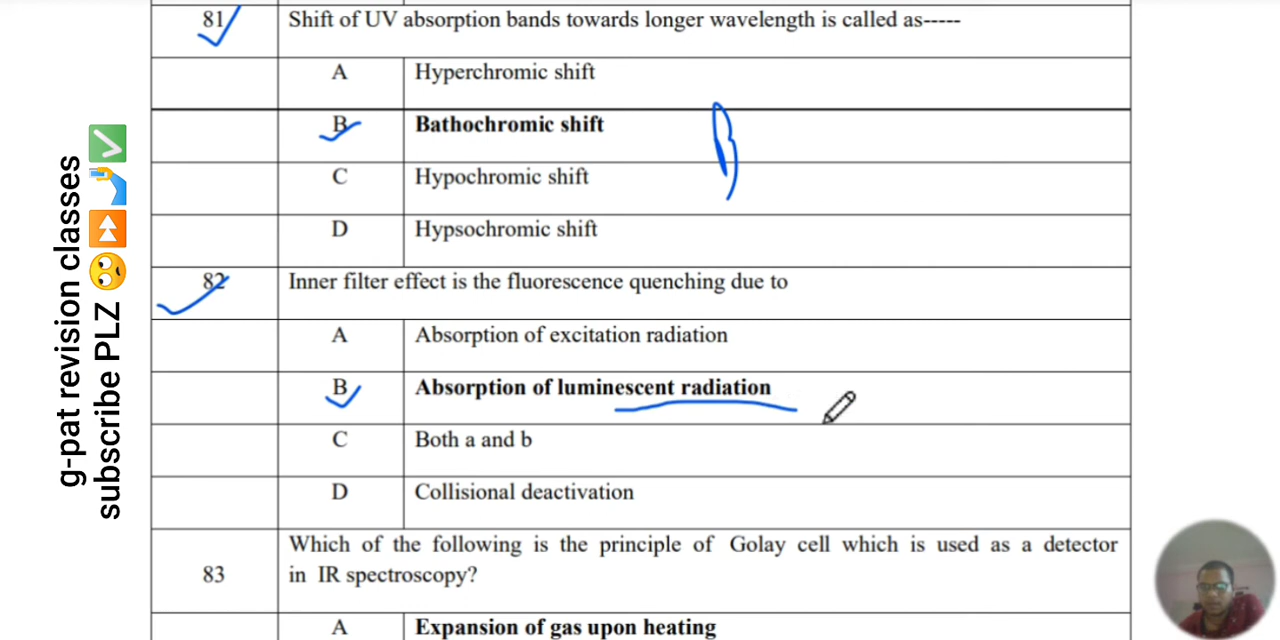 81 Shift of UV absorption bands towards longer wavelength is called as-----
A Hyperchromic shift
B Bathochromic shift
C Hypochromic shift
D Hypsochromic shift
82 Inner filter effect is the fluorescence quenching due to
A Absorption of excitation radiation
B Absorption of luminescent radiation
C Both a and b
D Collisional deactivation
83 Which of the following is the principle of Golay cell which is used as a detector
in IR spectroscopy?
A Expansion of gas upon heating
g-pat revision classes
subscribe PLZ